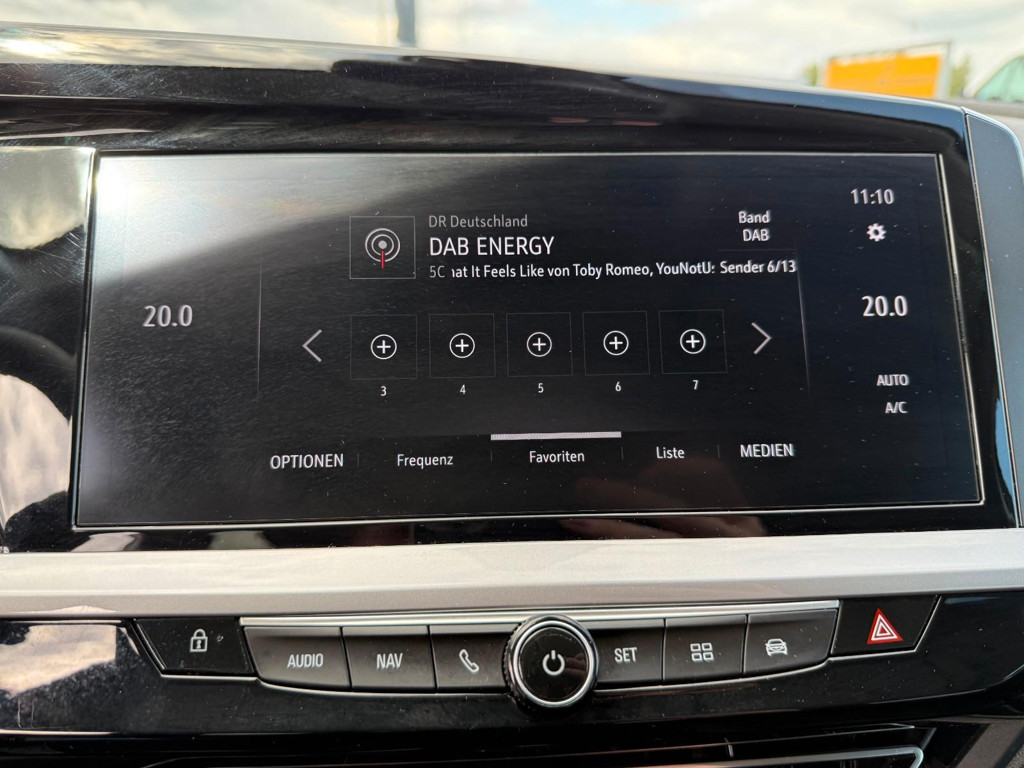 11:10
DR Deutschland
DAB ENERGY
Band
DAB
5C hat It Feels Like von Toby Romeo, YouNotU: Sender 6/13
20.0
20.0
3 4 5 6 7
AUTO
A/C
OPTIONEN Frequenz Favoriten Liste MEDIEN
AUDIO NAV SET